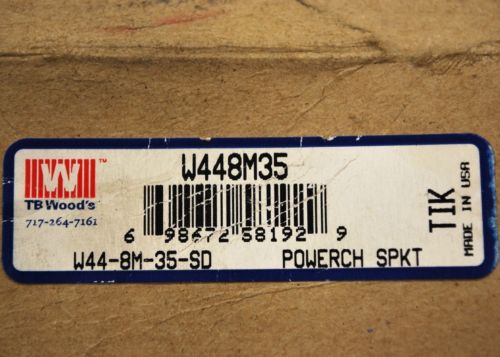 W448M35
W
TM
TB Wood's
717-264-7161
6 98672 58192 9
W44-8M-35-SD POWERCH SPKT
TIK
MADE IN USA